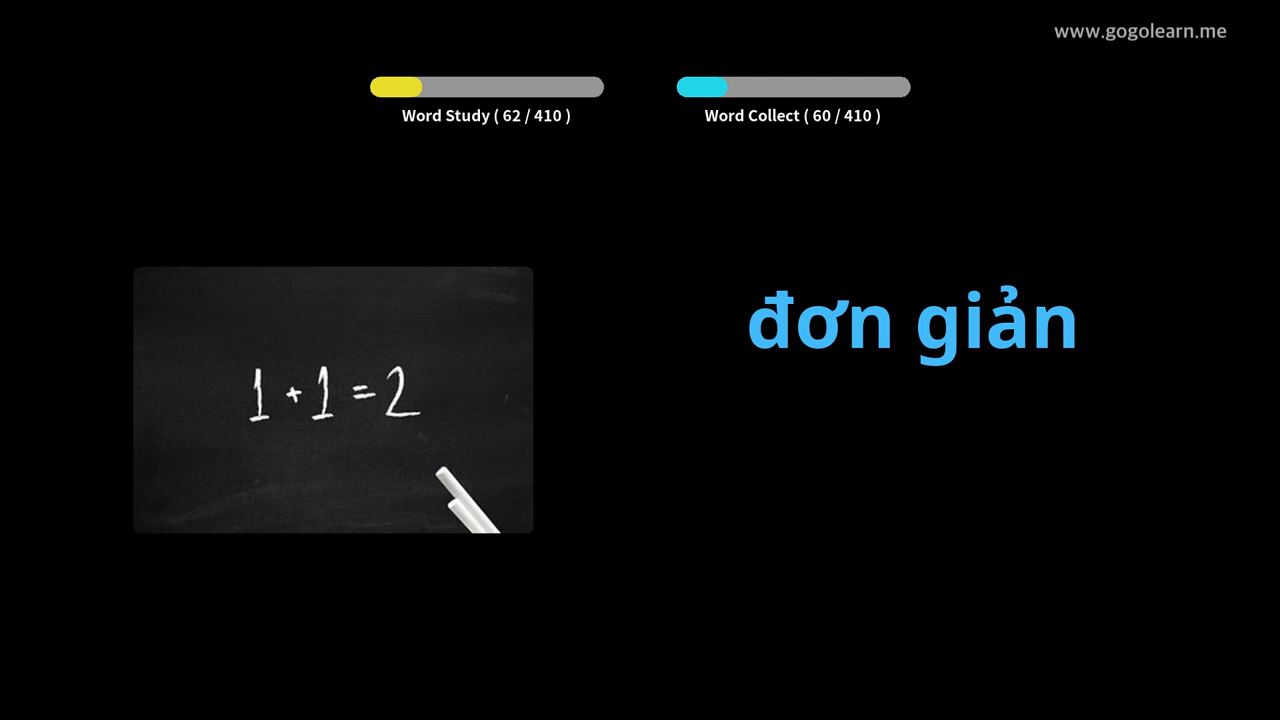 www.gogolearn.me
Word Study ( 62 / 410 )
Word Collect ( 60 / 410 )
đơn giản
1 + 1 = 2